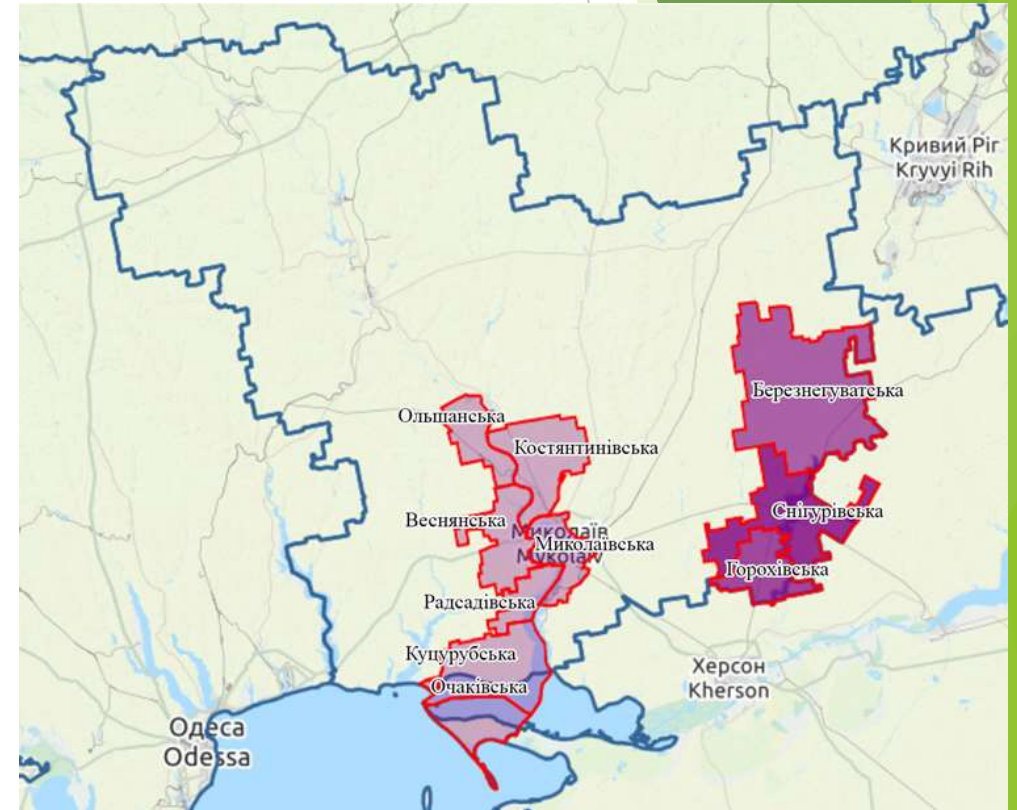 Кривий Ріг
Kryvyi Rih
Березнегуватська
Ольшанська
Костянтинівська
Веснянська
Снігурівська
Миколаїв
Миколаївська
Mykolaiv
Горохівська
Радсадівська
Куцурубська
Очаківська
Херсон
Kherson
Одеса
Odessa